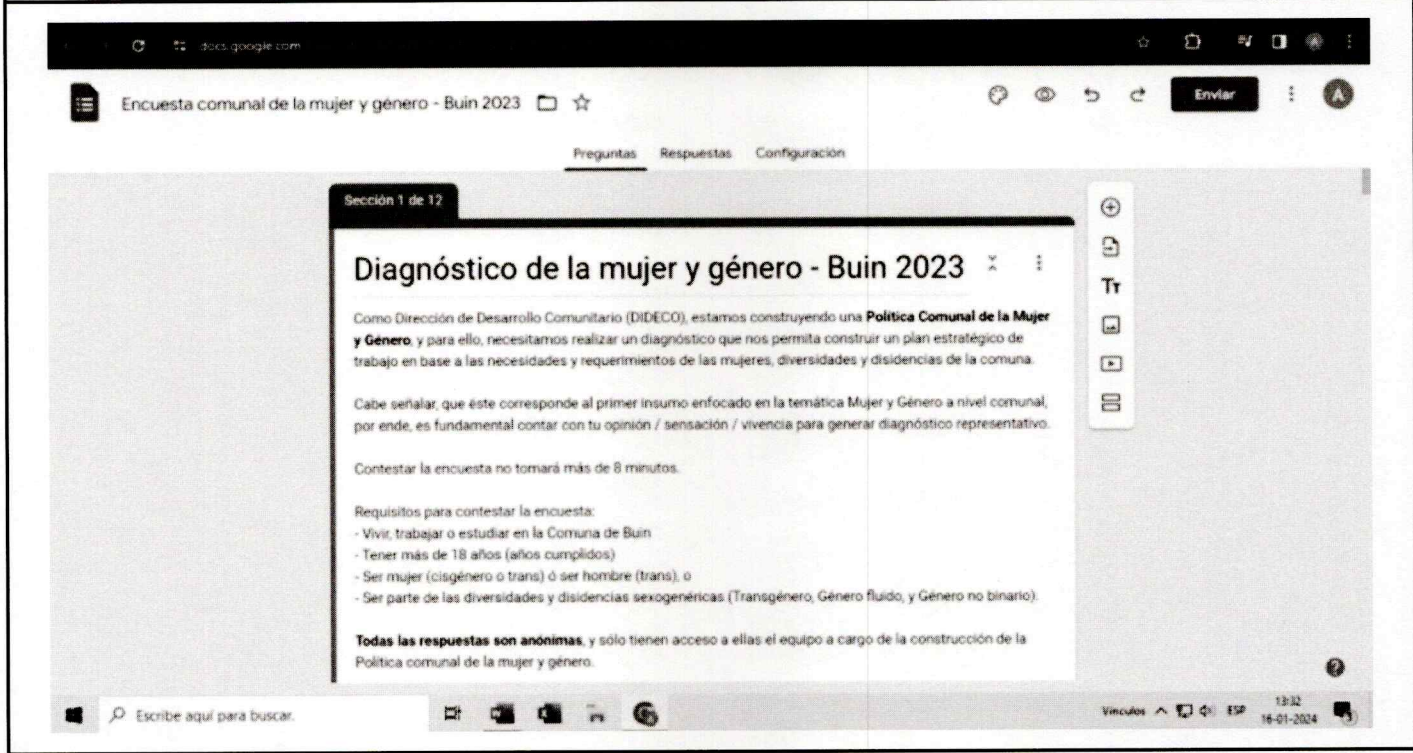 docs.google.com
Encuesta comunal de la mujer y género - Buin 2023
Enviar
A
Preguntas Respuestas Configuración
Sección 1 de 12
Diagnóstico de la mujer y género - Buin 2023
Tт
Como Dirección de Desarrollo Comunitario (DIDECO), estamos construyendo una Política Comunal de la Mujer
y Género, y para ello, necesitamos realizar un diagnóstico que nos permita construir un plan estratégico de
trabajo en base a las necesidades y requerimientos de las mujeres, diversidades y disidencias de la comuna.
Cabe señalar, que éste corresponde al primer insumo enfocado en la temática Mujer y Género a nivel comunal,
por ende, es fundamental contar con tu opinión / sensación / vivencia para generar diagnóstico representativo.
Contestar la encuesta no tomará más de 8 minutos.
Requisitos para contestar la encuesta:
- Vivir, trabajar o estudiar en la Comuna de Buin
- Tener más de 18 años (años cumplidos)
- Ser mujer (cisgénero o trans) ó ser hombre (trans), o
- Ser parte de las diversidades y disidencias sexogenéricas (Transgénero, Género fluido, y Género no binario).
Todas las respuestas son anónimas, y sólo tienen acceso a ellas el equipo a cargo de la construcción de la
Política comunal de la mujer y género.
Escribe aquí para buscar.
Vínculos
ESP
13:32
16-01-2024
3